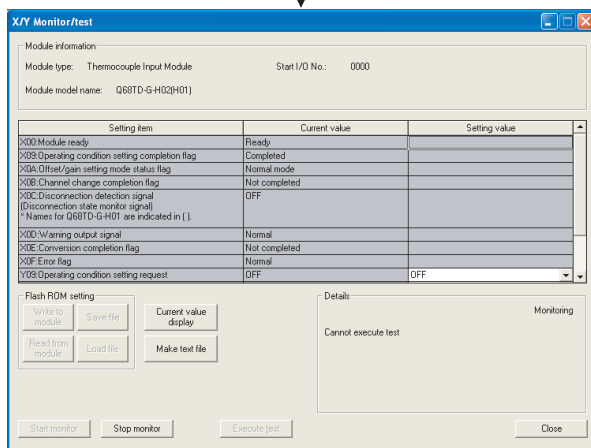 X/Y Monitor/test
Module information
Module type: Thermocouple Input Module Start I/O No.: 0000
Module model name: Q68TD-G-H02(H01)
Setting item Current value Setting value
X00:Module ready Ready
X09:Operating condition setting completion flag Completed
X0A:Offset/gain setting mode status flag Normal mode
X0B:Channel change completion flag Not completed
X0C:Disconnection detection signal OFF
(Disconnection state monitor signal)
* Names for Q68TD-G-H01 are indicated in ( ).
X0D:Warning output signal Normal
X0E:Conversion completion flag Not completed
X0F:Error flag Normal
Y09:Operating condition setting request OFF OFF
Flash ROM setting
Write to module
Save file
Current value display
Read from module
Load file
Make text file
Details
Monitoring
Cannot execute test
Start monitor Stop monitor Execute test Close